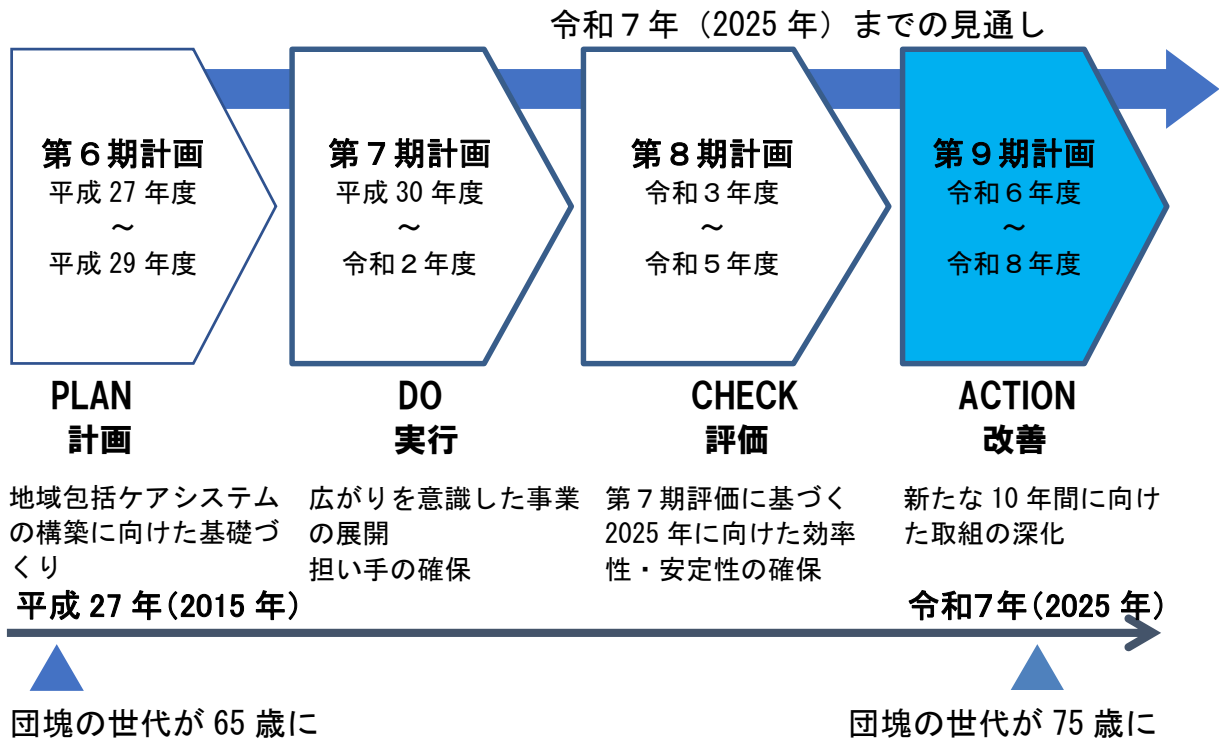 令和７年（2025 年）までの見通し
第６期計画
平成 27 年度
～
平成 29 年度
第７期計画
平成 30 年度
～
令和２年度
第８期計画
令和３年度
～
令和５年度
第９期計画
令和６年度
～
令和８年度
PLAN
計画
DO
実行
CHECK
評価
ACTION
改善
地域包括ケアシステム
の構築に向けた基礎づ
くり
広がりを意識した事業
の展開
担い手の確保
第７期評価に基づく
2025 年に向けた効率
性・安定性の確保
新たな 10 年間に向け
た取組の深化
平成 27 年（2015 年）
令和７年（2025 年）
団塊の世代が 65 歳に
団塊の世代が 75 歳に